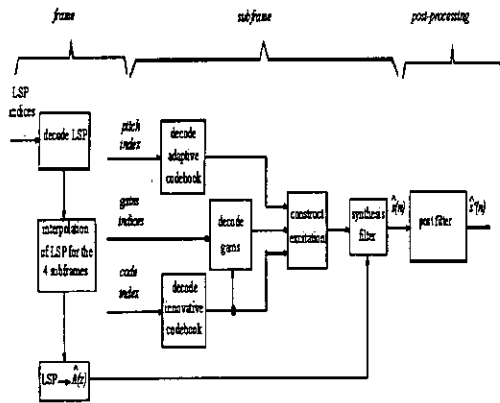 frame
subframe
post-processing
LSP
indices
decode LSP
pitch
index
decode
adaptive
codebook
gains
indices
decode
gains
construct
excitation
synthesis
filter
ŝ(n)
post filter
ŝ'(n)
interpolation
of LSP for the
4 subframes
code
index
decode
innovative
codebook
LSP → Â(z)